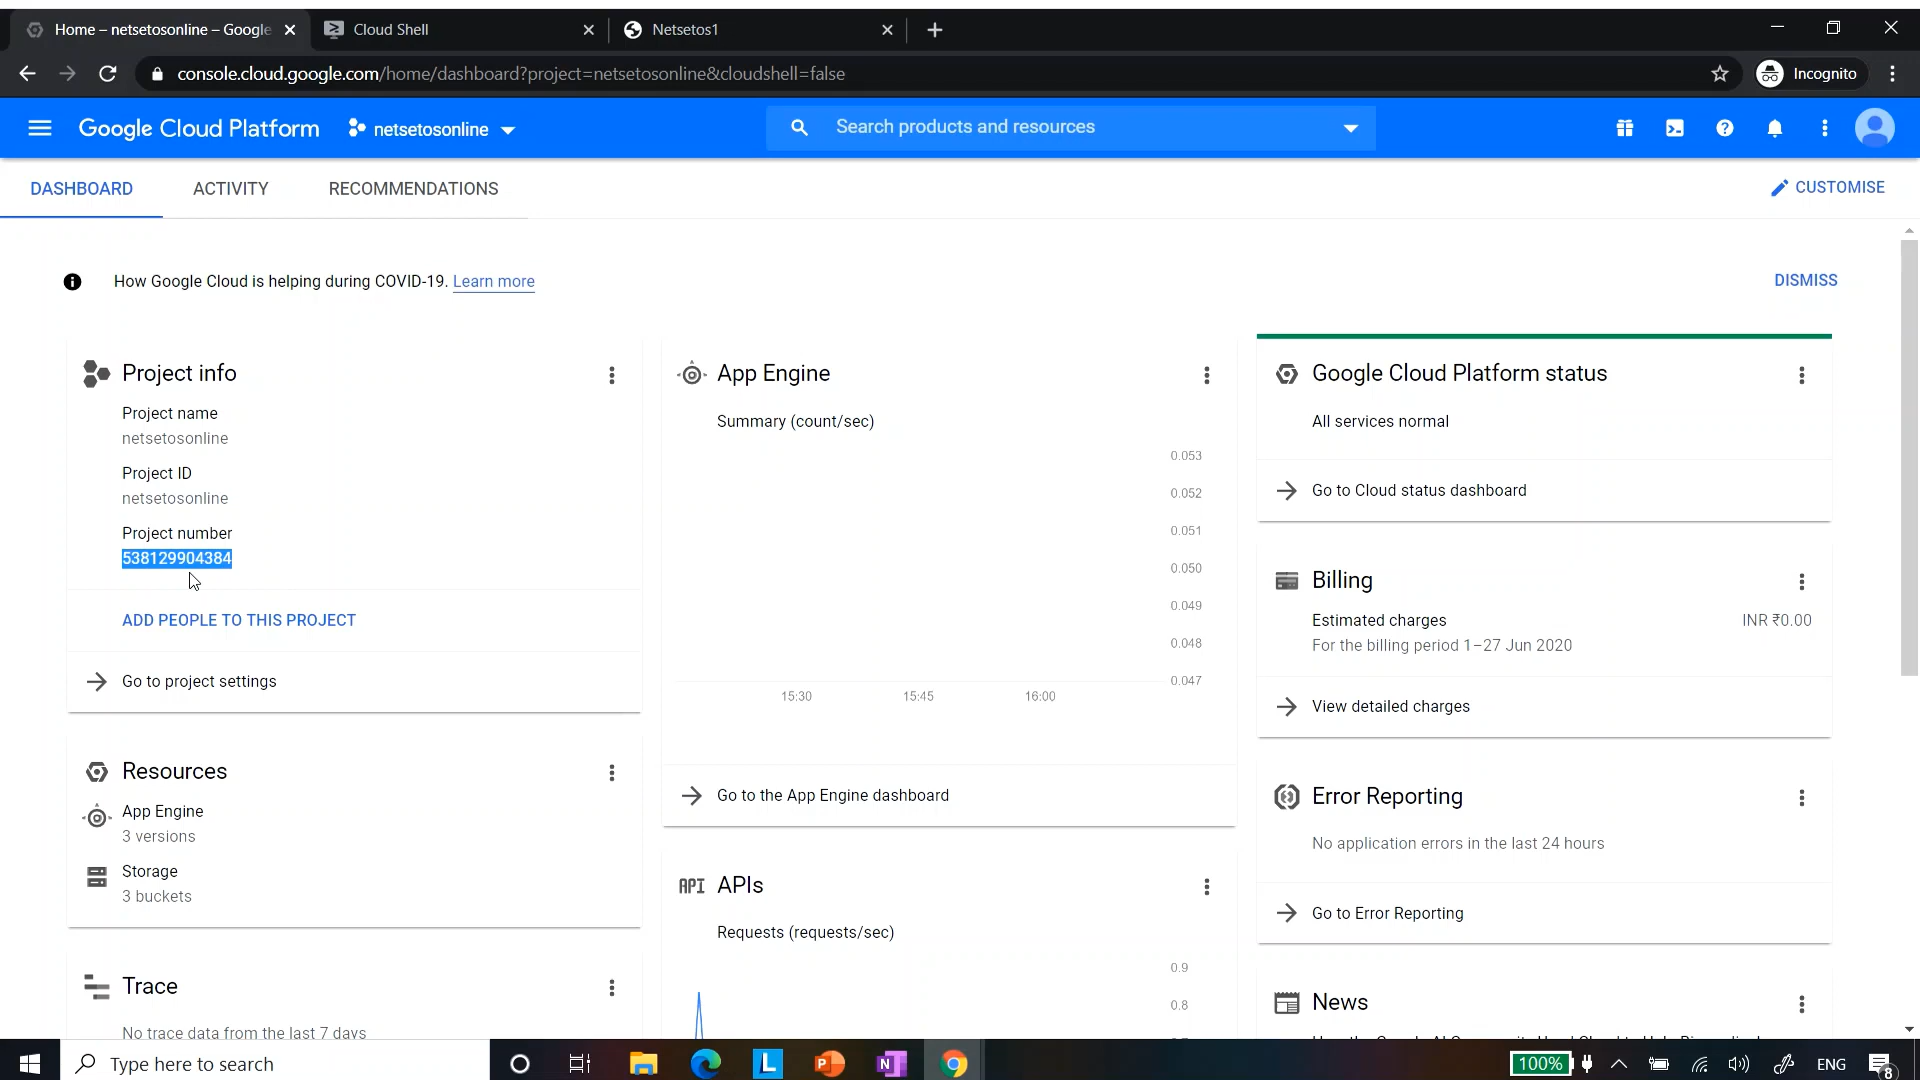 Home – netsetosonline – Google
Cloud Shell
Netsetos1
console.cloud.google.com/home/dashboard?project=netsetosonline&cloudshell=false
Incognito
Google Cloud Platform
netsetosonline
Search products and resources
DASHBOARD
ACTIVITY
RECOMMENDATIONS
CUSTOMISE
How Google Cloud is helping during COVID-19. Learn more
DISMISS
Project info
Project name
netsetosonline
Project ID
netsetosonline
Project number
538129904384
ADD PEOPLE TO THIS PROJECT
Go to project settings
Resources
App Engine
3 versions
Storage
3 buckets
Trace
No trace data from the last 7 days
App Engine
Summary (count/sec)
0.053
0.052
0.051
0.050
0.049
0.048
0.047
15:30
15:45
16:00
Go to the App Engine dashboard
API
APIs
Requests (requests/sec)
0.9
0.8
Google Cloud Platform status
All services normal
Go to Cloud status dashboard
Billing
Estimated charges
INR ₹0.00
For the billing period 1–27 Jun 2020
View detailed charges
Error Reporting
No application errors in the last 24 hours
Go to Error Reporting
News
Type here to search
L
N
100%
ENG
8